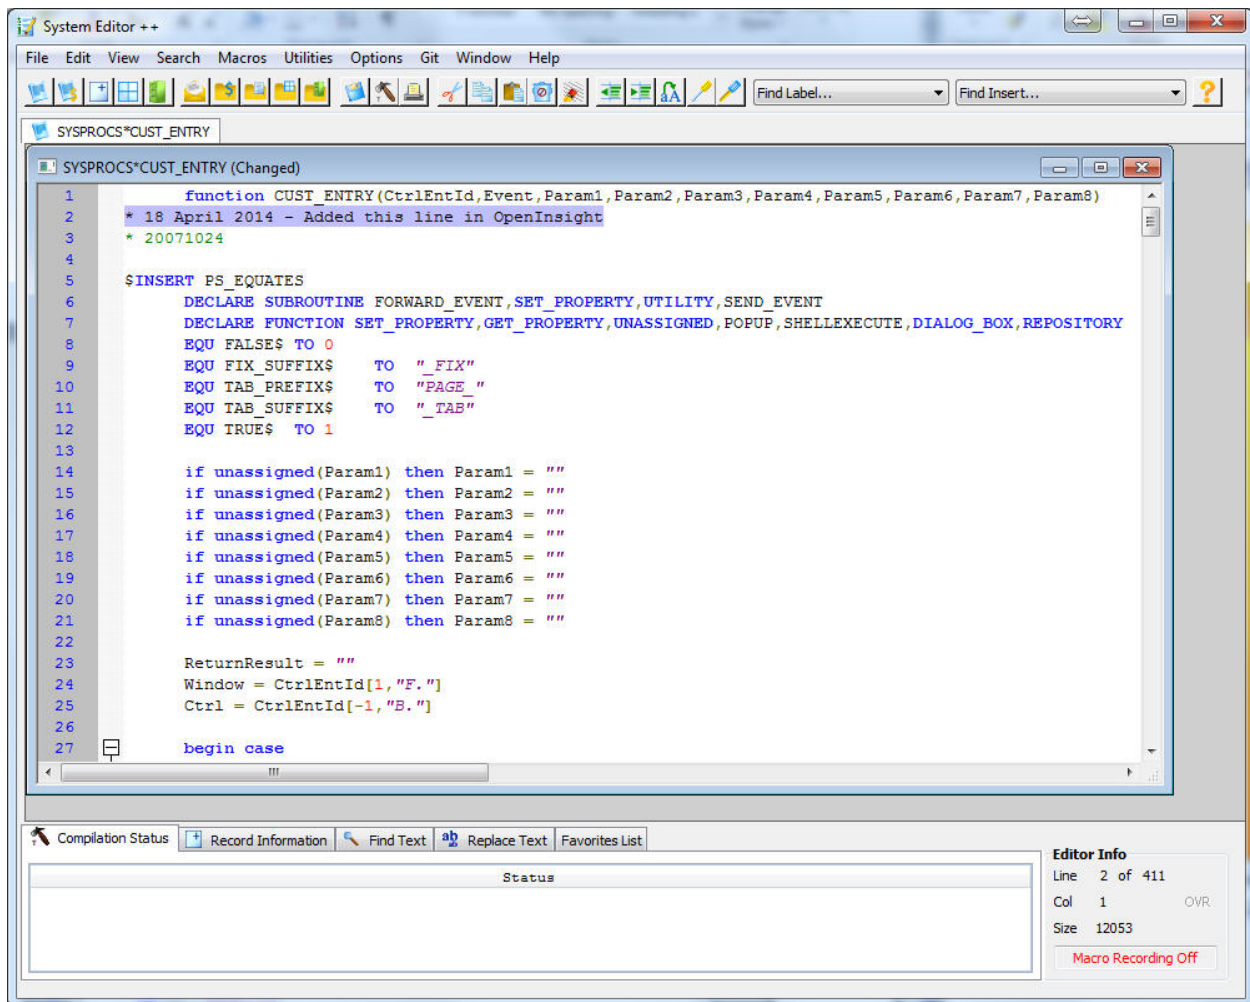 System Editor ++
File Edit View Search Macros Utilities Options Git Window Help
Find Label... Find Insert...
SYSPROCS*CUST_ENTRY
SYSPROCS*CUST_ENTRY (Changed)
1 function CUST_ENTRY(CtrlEntId,Event,Param1,Param2,Param3,Param4,Param5,Param6,Param7,Param8)
2 * 18 April 2014 - Added this line in OpenInsight
3 * 20071024
4
5 $INSERT PS_EQUATES
6 DECLARE SUBROUTINE FORWARD_EVENT,SET_PROPERTY,UTILITY,SEND_EVENT
7 DECLARE FUNCTION SET_PROPERTY,GET_PROPERTY,UNASSIGNED,POPUP,SHELLEXECUTE,DIALOG_BOX,REPOSITORY
8 EQU FALSE$ TO 0
9 EQU FIX_SUFFIX$ TO "_FIX"
10 EQU TAB_PREFIX$ TO "PAGE_"
11 EQU TAB_SUFFIX$ TO "_TAB"
12 EQU TRUE$ TO 1
13
14 if unassigned(Param1) then Param1 = ""
15 if unassigned(Param2) then Param2 = ""
16 if unassigned(Param3) then Param3 = ""
17 if unassigned(Param4) then Param4 = ""
18 if unassigned(Param5) then Param5 = ""
19 if unassigned(Param6) then Param6 = ""
20 if unassigned(Param7) then Param7 = ""
21 if unassigned(Param8) then Param8 = ""
22
23 ReturnResult = ""
24 Window = CtrlEntId[1,"F."]
25 Ctrl = CtrlEntId[-1,"B."]
26
27 begin case
Compilation Status Record Information Find Text Replace Text Favorites List
Status
Editor Info
Line 2 of 411
Col 1 OVR
Size 12053
Macro Recording Off